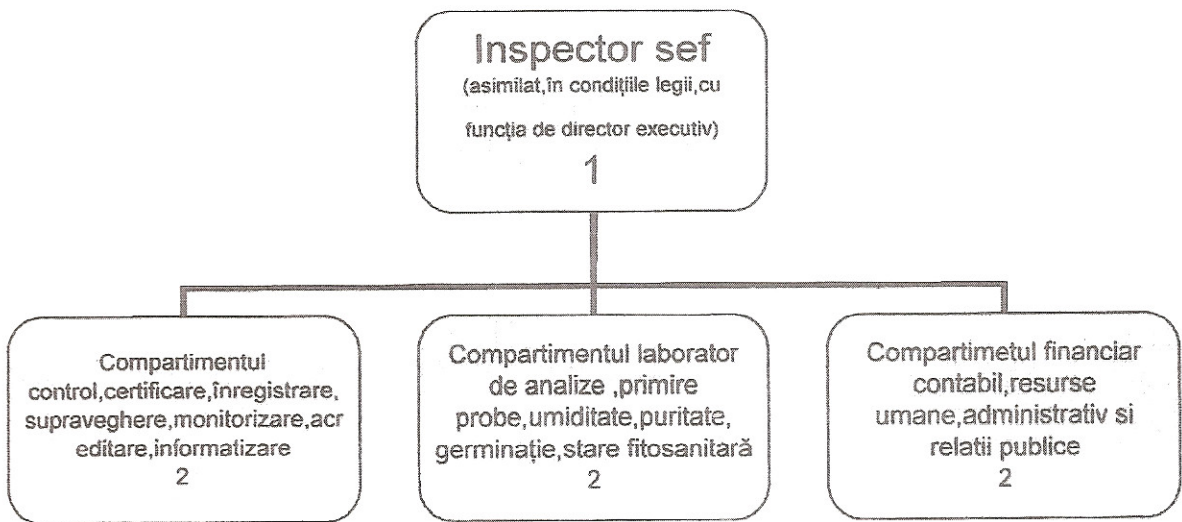 Inspector sef
(asimilat,în condițiile legii,cu
funcția de director executiv)
1
Compartimentul
control,certificare,înregistrare,
supraveghere,monitorizare,acr
editare,informatizare
2
Compartimentul laborator
de analize ,primire
probe,umiditate,puritate,
germinație,stare fitosanitară
2
Compartimetul financiar
contabil,resurse
umane,administrativ si
relatii publice
2